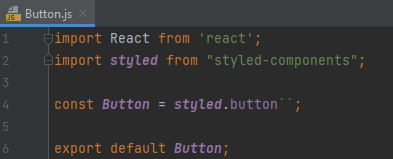 Button.js
1 import React from 'react';
2 import styled from "styled-components";
3
4 const Button = styled.button``;
5
6 export default Button;